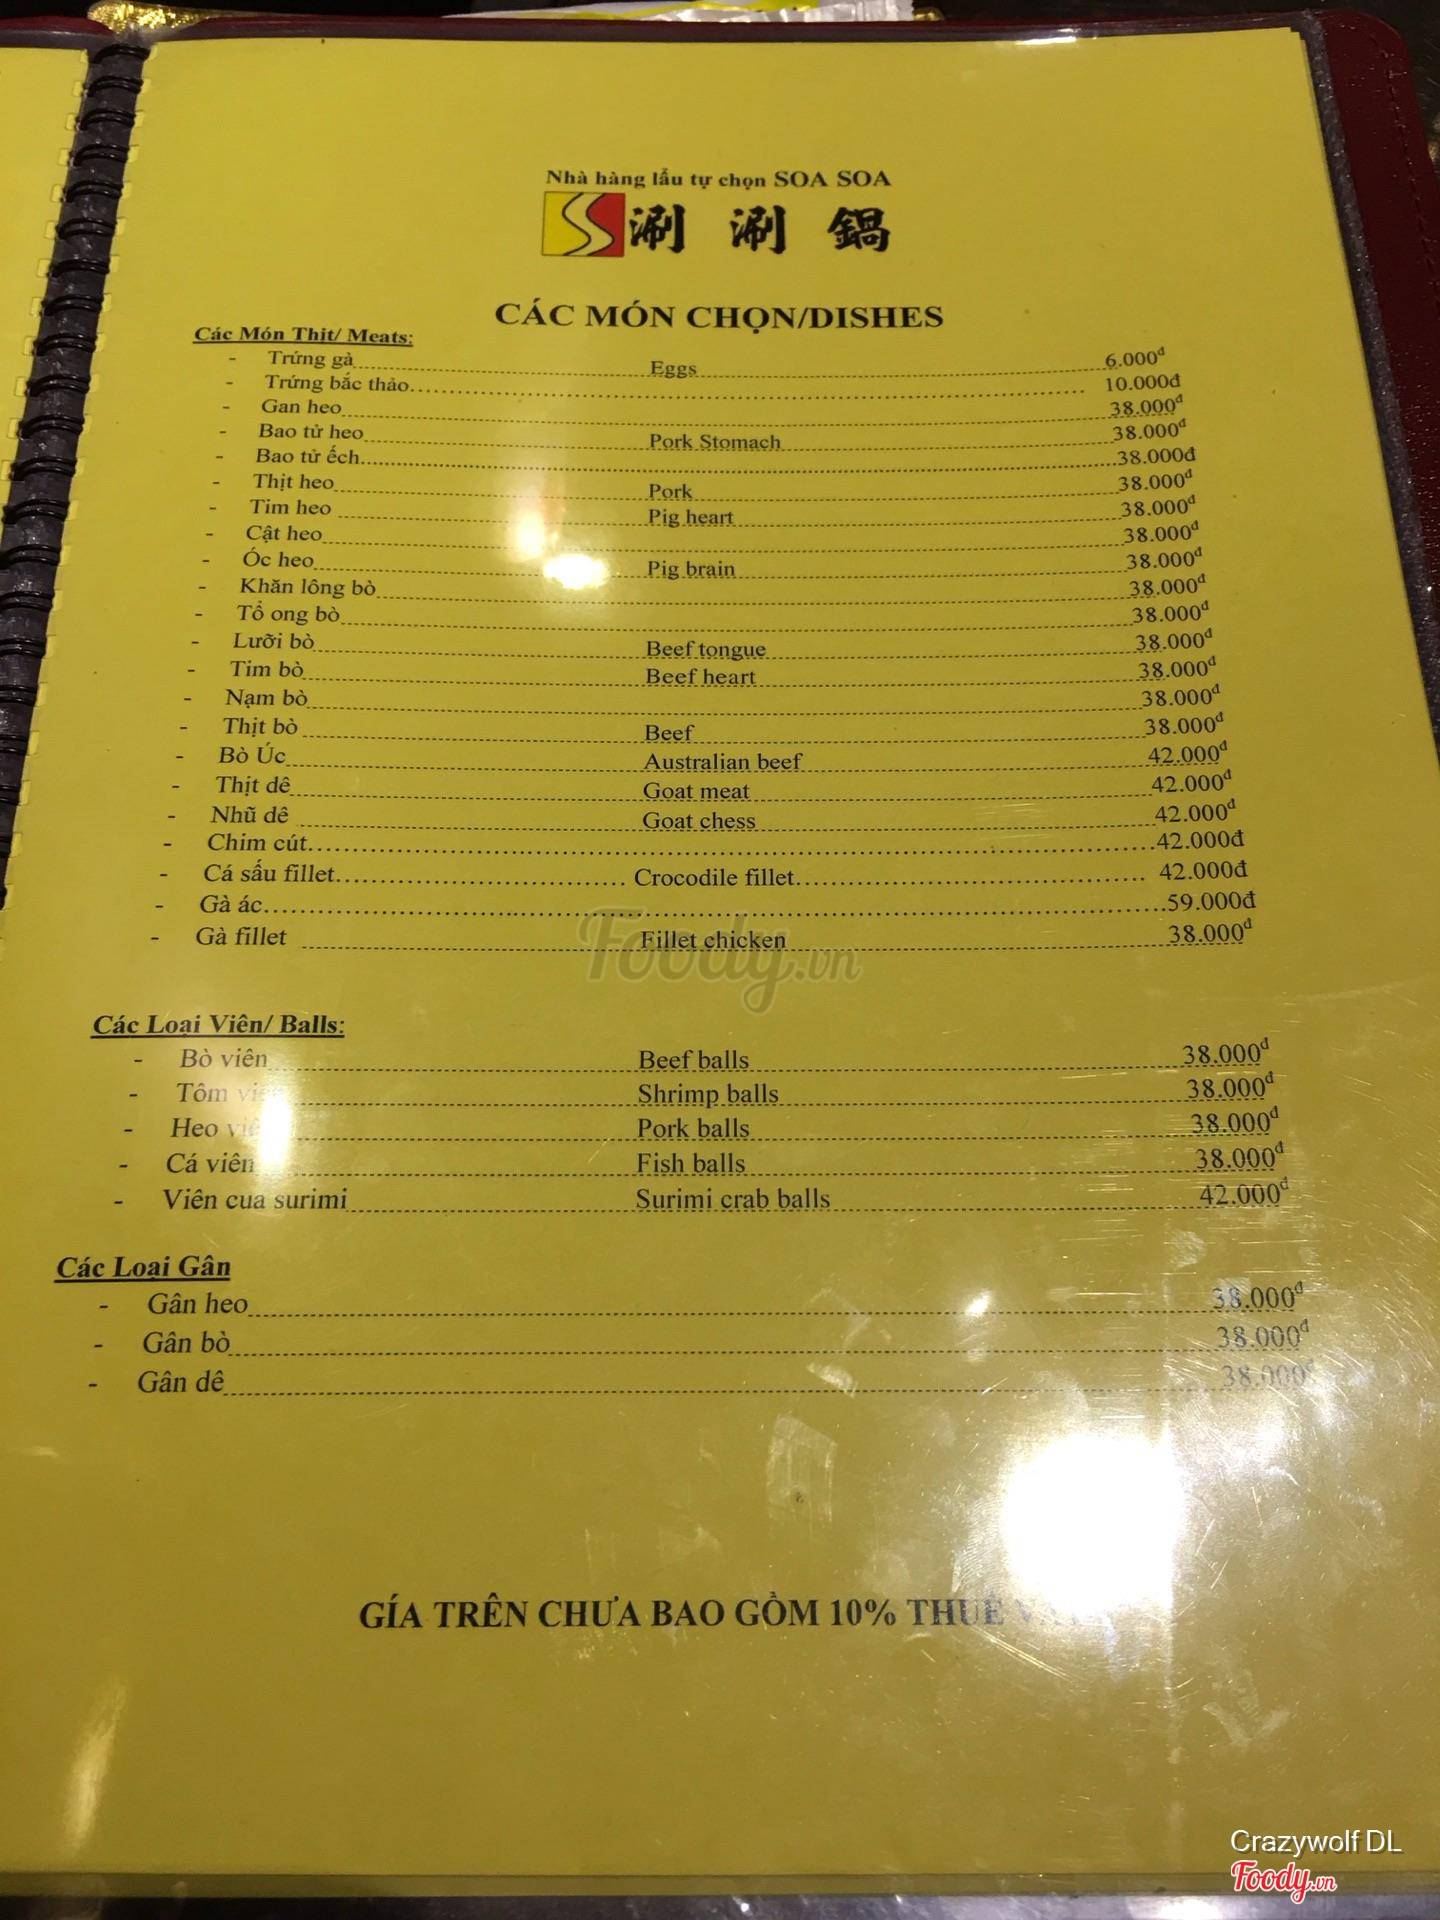 Nhà hàng lẩu tự chọn SOA SOA
涮 涮 鍋
CÁC MÓN CHỌN/DISHES
Các Món Thịt/ Meats:
- Trứng gà Eggs 6.000đ
- Trứng bắc thảo 10.000đ
- Gan heo 38.000đ
- Bao tử heo Pork Stomach 38.000đ
- Bao tử ếch 38.000đ
- Thịt heo Pork 38.000đ
- Tim heo Pig heart 38.000đ
- Cật heo 38.000đ
- Óc heo Pig brain 38.000đ
- Khăn lông bò 38.000đ
- Tổ ong bò 38.000đ
- Lưỡi bò Beef tongue 38.000đ
- Tim bò Beef heart 38.000đ
- Nạm bò 38.000đ
- Thịt bò Beef 38.000đ
- Bò Úc Australian beef 42.000đ
- Thịt dê Goat meat 42.000đ
- Nhũ dê Goat chess 42.000đ
- Chim cút 42.000đ
- Cá sấu fillet Crocodile fillet 42.000đ
- Gà ác 59.000đ
- Gà fillet Fillet chicken 38.000đ
Foody.vn
Các Loại Viên/ Balls:
- Bò viên Beef balls 38.000đ
- Tôm viên Shrimp balls 38.000đ
- Heo viên Pork balls 38.000đ
- Cá viên Fish balls 38.000đ
- Viên cua surimi Surimi crab balls 42.000đ
Các Loại Gân
- Gân heo 38.000đ
- Gân bò 38.000đ
- Gân dê 38.000đ
GÍA TRÊN CHƯA BAO GỒM 10% THUẾ
Crazywolf DL
Foody.vn